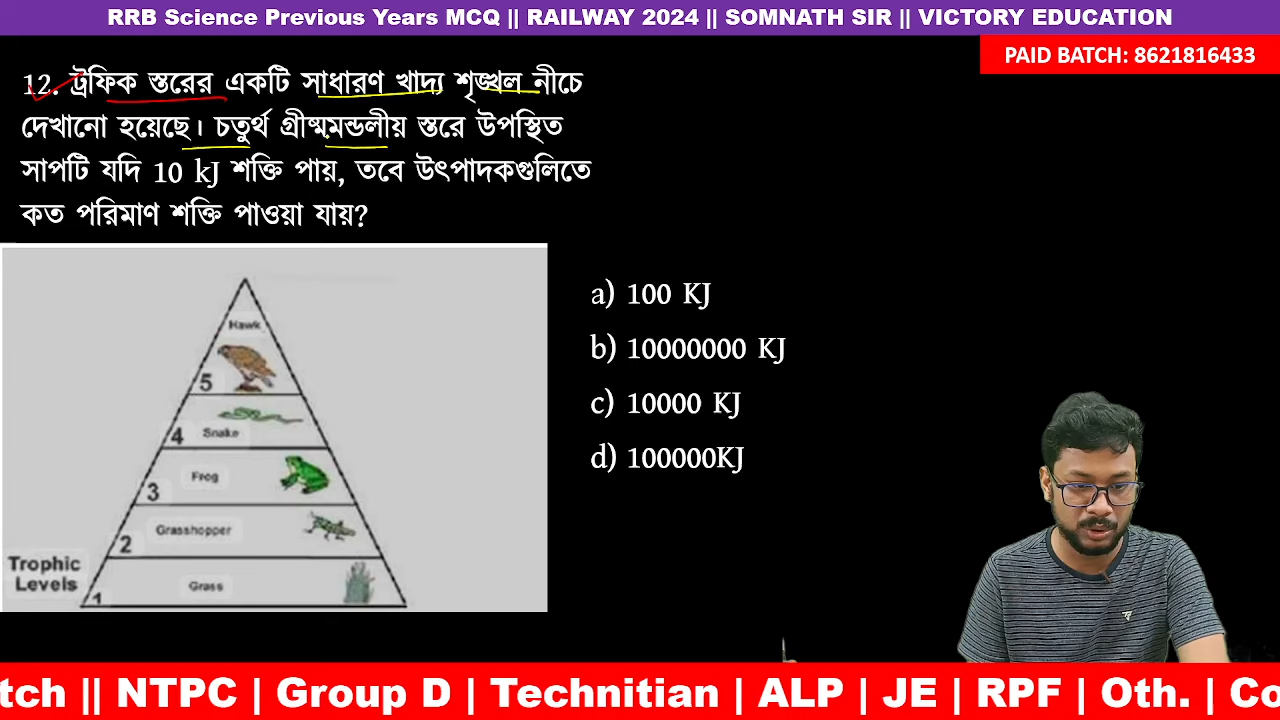 RRB Science Previous Years MCQ || RAILWAY 2024 || SOMNATH SIR || VICTORY EDUCATION
PAID BATCH: 8621816433
12. ট্রফিক স্তরের একটি সাধারণ খাদ্য শৃঙ্খল নীচে
দেখানো হয়েছে। চতুর্থ গ্রীষ্মমন্ডলীয় স্তরে উপস্থিত
সাপটি যদি 10 kJ শক্তি পায়, তবে উৎপাদকগুলিতে
কত পরিমাণ শক্তি পাওয়া যায়?
a) 100 KJ
b) 10000000 KJ
c) 10000 KJ
d) 100000KJ
Hawk
5
4 Snake
Frog
3
Grasshopper
2
Trophic
Levels
Grass
1
tch || NTPC | Group D | Technitian | ALP | JE | RPF | Oth. | Co